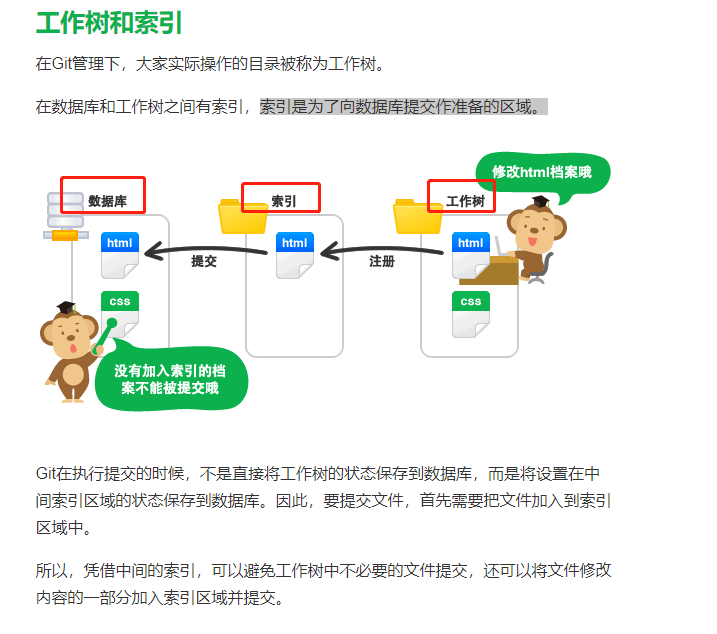 工作树和索引
在Git管理下，大家实际操作的目录被称为工作树。
在数据库和工作树之间有索引，索引是为了向数据库提交作准备的区域。
修改html档案哦
数据库
索引
工作树
html
html
html
提交
注册
css
css
没有加入索引的档
案不能被提交哦
Git在执行提交的时候，不是直接将工作树的状态保存到数据库，而是将设置在中
间索引区域的状态保存到数据库。因此，要提交文件，首先需要把文件加入到索引
区域中。
所以，凭借中间的索引，可以避免工作树中不必要的文件提交，还可以将文件修改
内容的一部分加入索引区域并提交。